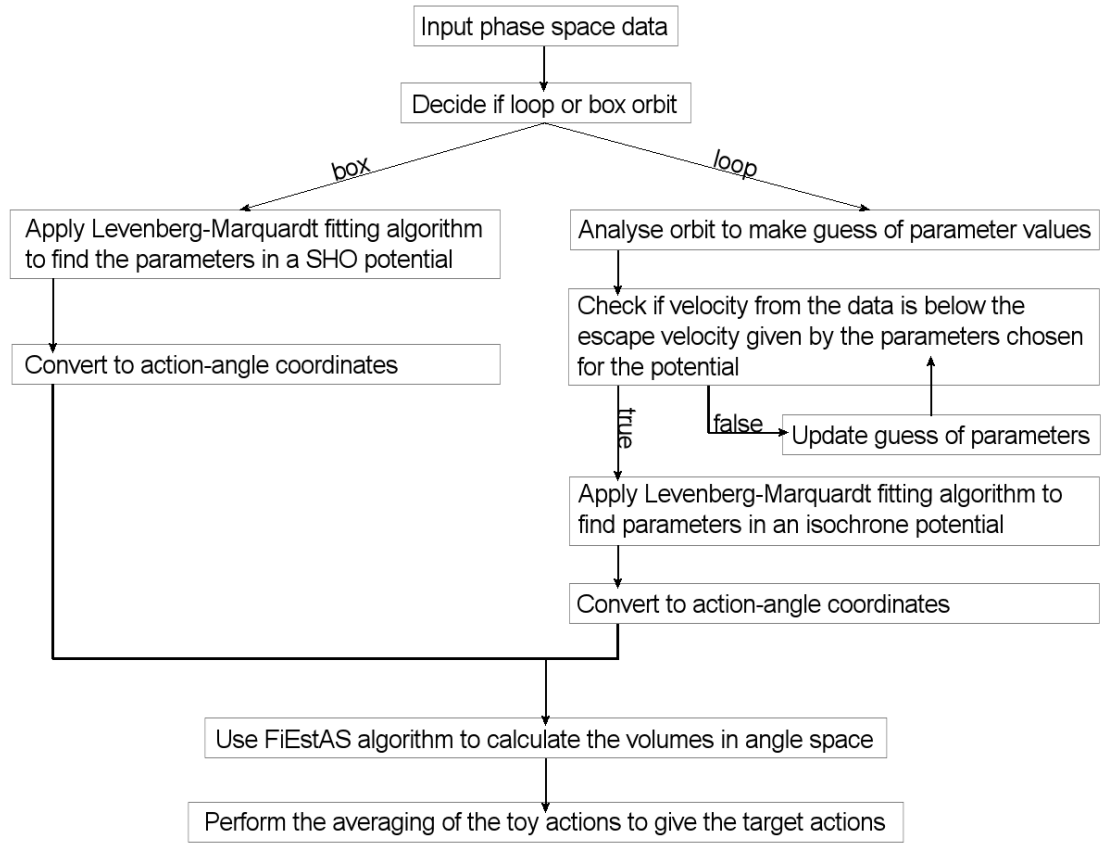 Input phase space data
Decide if loop or box orbit
box
loop
Apply Levenberg-Marquardt fitting algorithm
to find the parameters in a SHO potential
Convert to action-angle coordinates
Analyse orbit to make guess of parameter values
Check if velocity from the data is below the
escape velocity given by the parameters chosen
for the potential
true
false
Update guess of parameters
Apply Levenberg-Marquardt fitting algorithm to
find parameters in an isochrone potential
Convert to action-angle coordinates
Use FiEstAS algorithm to calculate the volumes in angle space
Perform the averaging of the toy actions to give the target actions